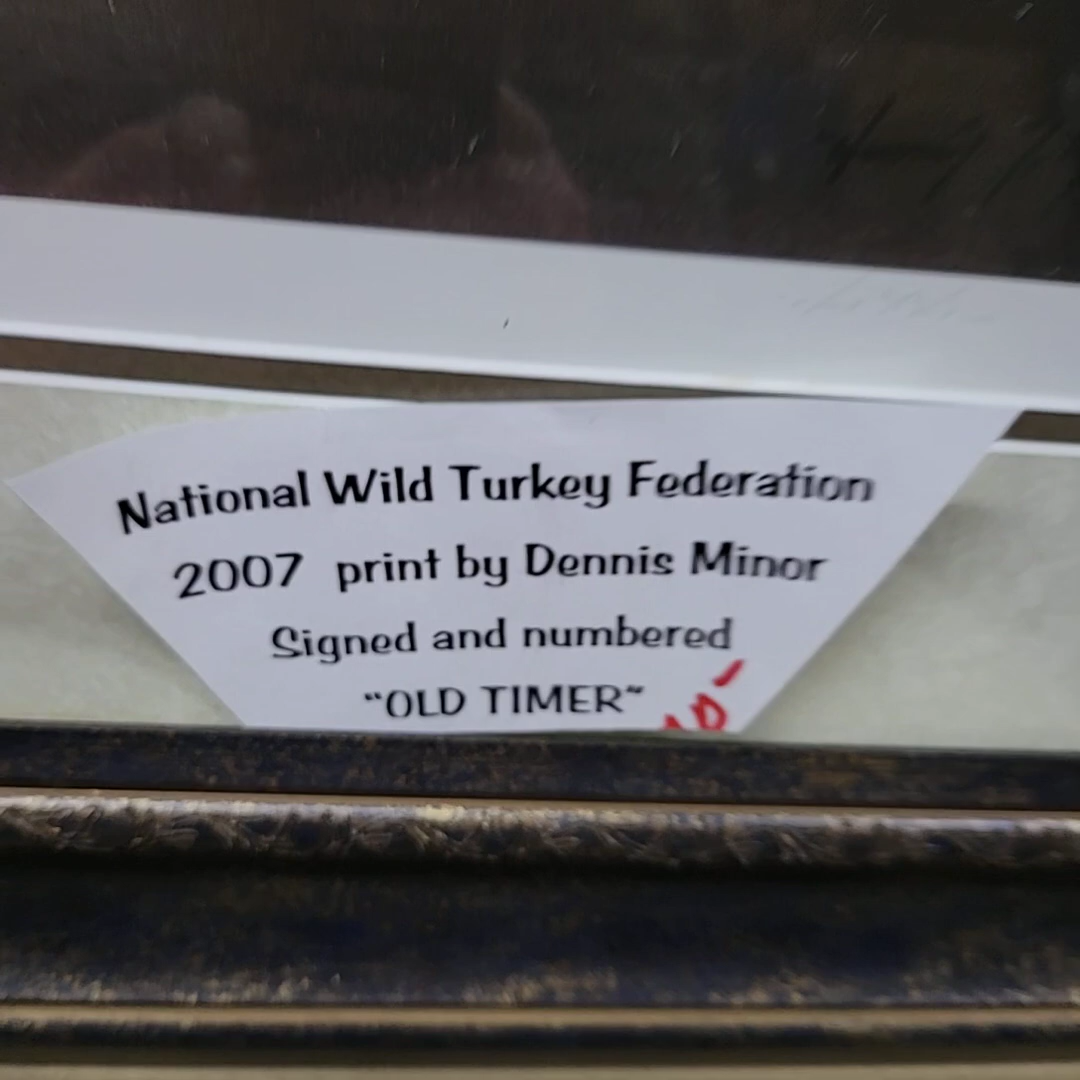 National Wild Turkey Federation
2007 print by Dennis Minor
Signed and numbered
“OLD TIMER”